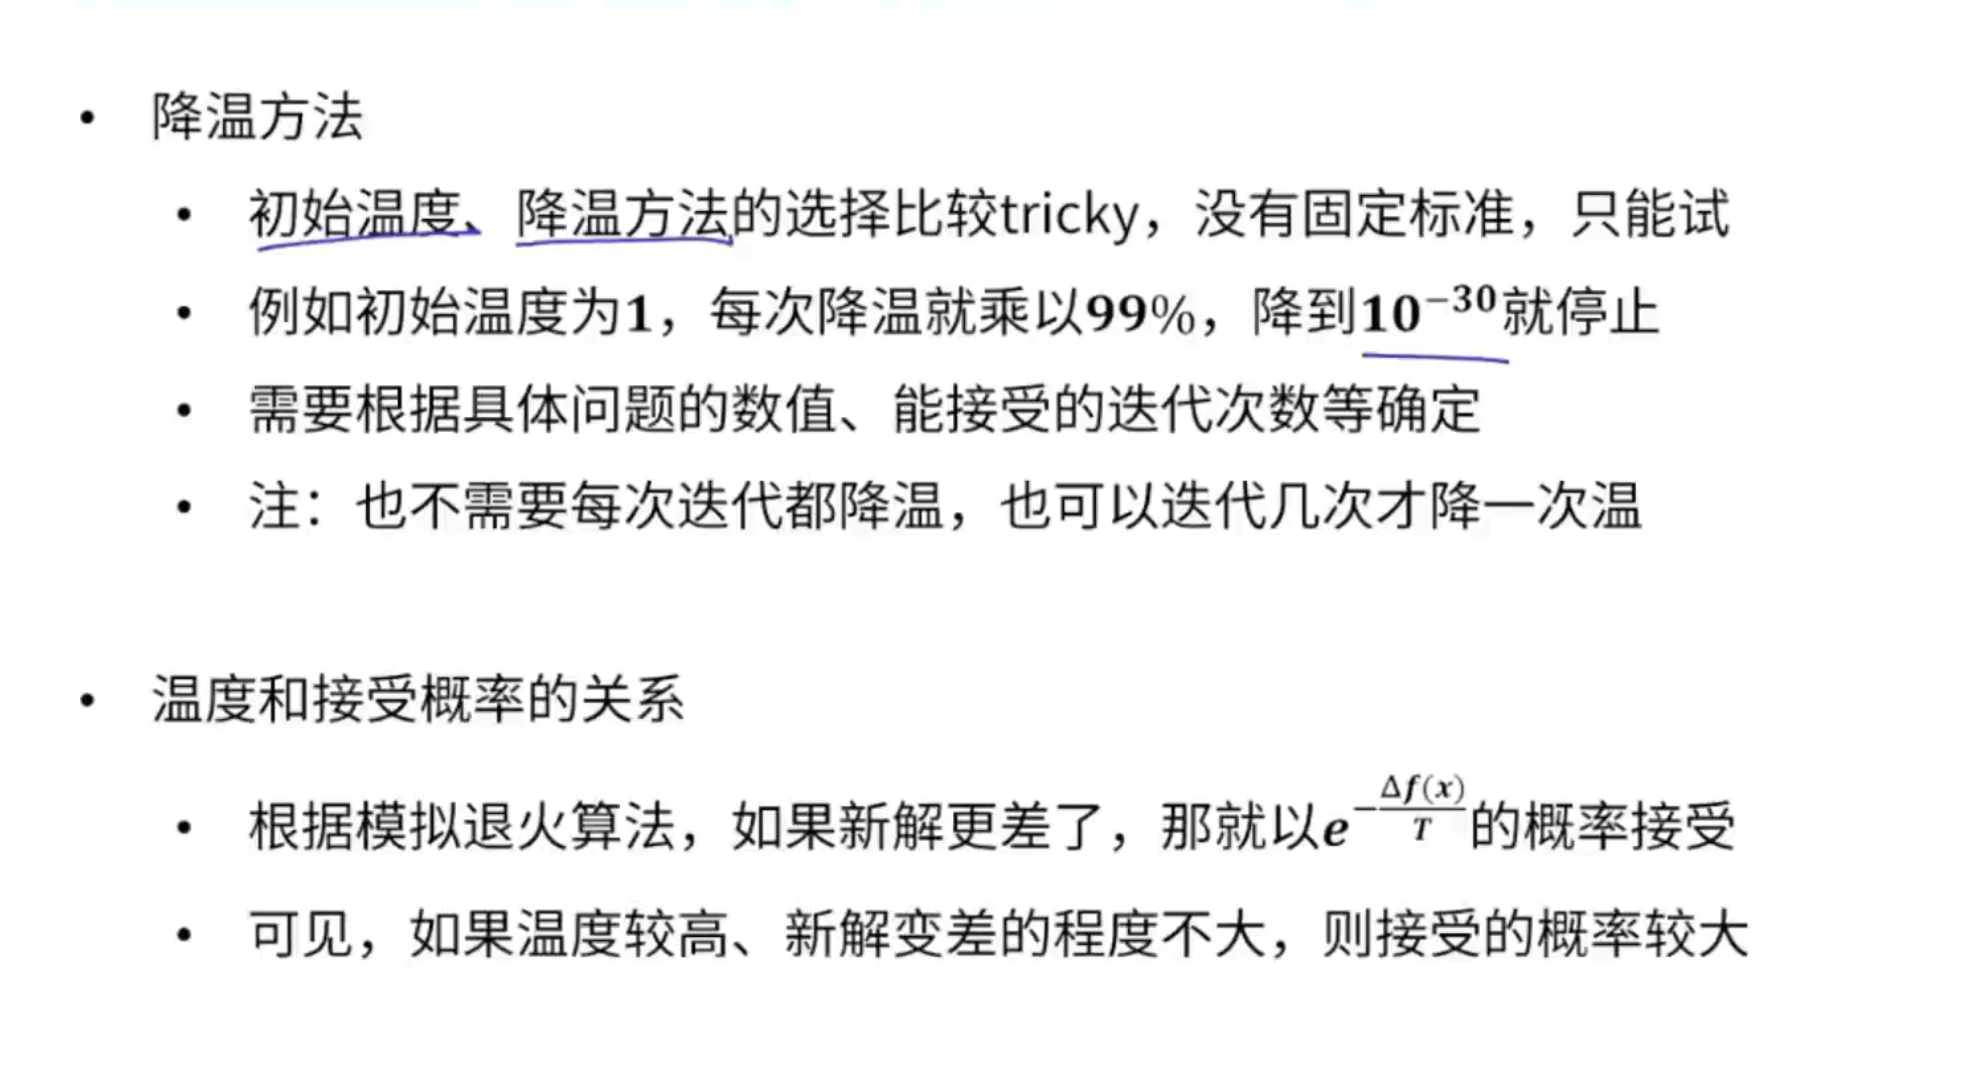 • 降温方法
• 初始温度、降温方法的选择比较tricky，没有固定标准，只能试
• 例如初始温度为1，每次降温就乘以99%，降到10⁻³⁰就停止
• 需要根据具体问题的数值、能接受的迭代次数等确定
• 注：也不需要每次迭代都降温，也可以迭代几次才降一次温
• 温度和接受概率的关系
• 根据模拟退火算法，如果新解更差了，那就以e^{-\frac{Δf(x)}{T}}的概率接受
• 可见，如果温度较高、新解变差的程度不大，则接受的概率较大